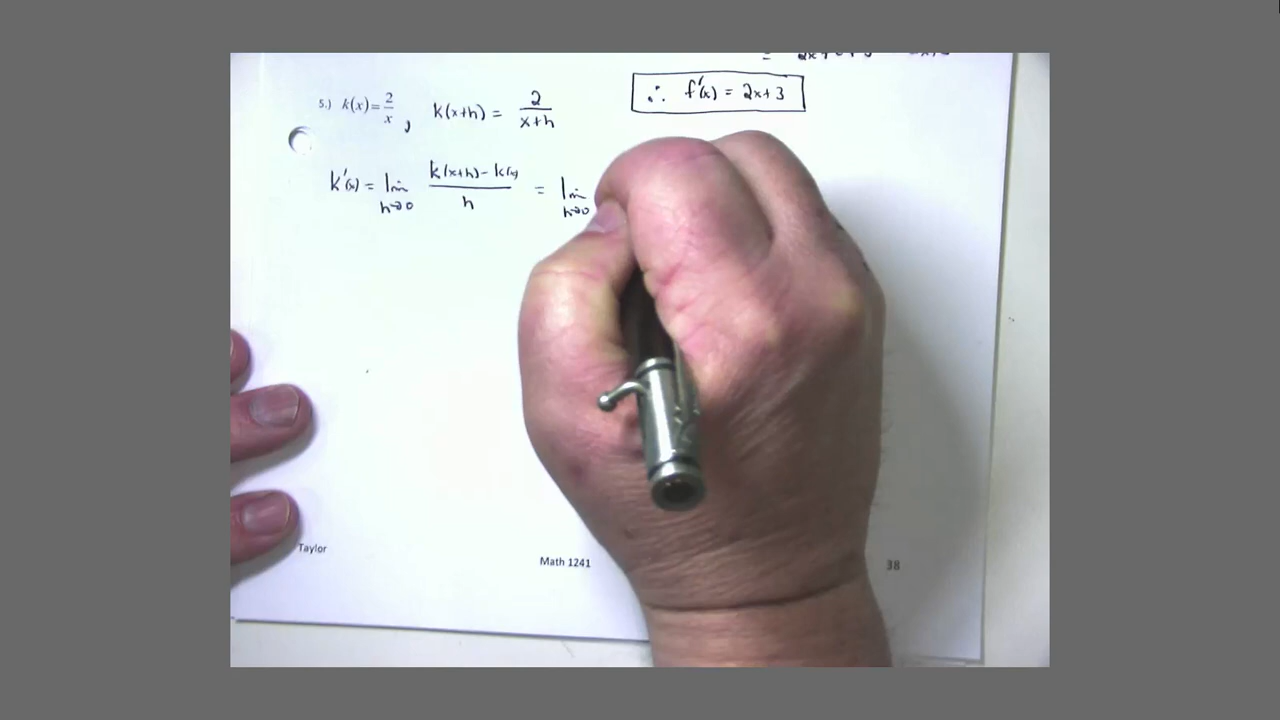 5.) k(x) = 2/x , k(x+h) = 2/(x+h)
∴ f'(x) = 2x+3
k'(x) = lim h→0 (k(x+h) - k(x))/h = lim h→0
Taylor Math 1241 38